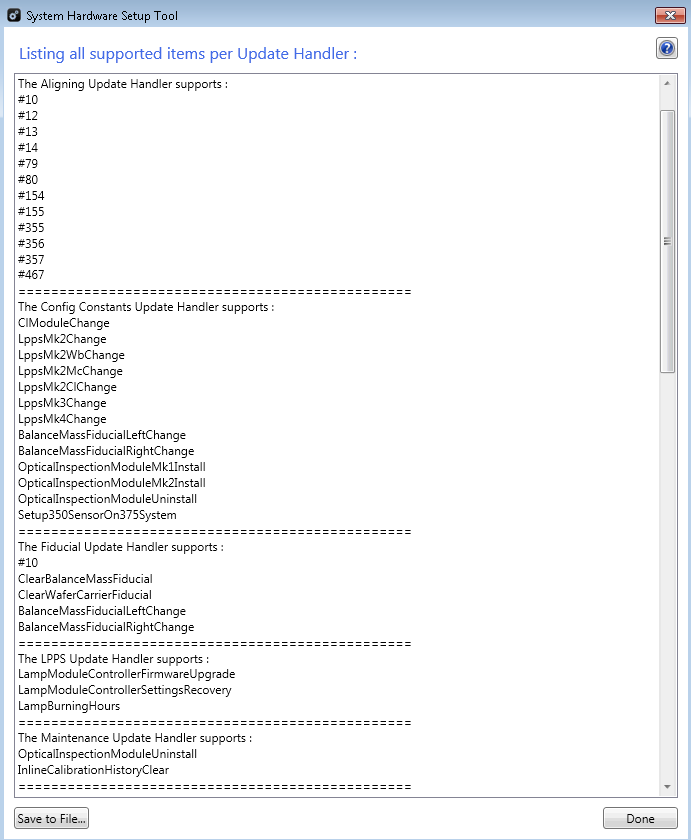 System Hardware Setup Tool
Listing all supported items per Update Handler :
The Aligning Update Handler supports :
#10
#12
#13
#14
#79
#80
#154
#155
#355
#356
#357
#467
================================================
The Config Constants Update Handler supports :
ClModuleChange
LppsMk2Change
LppsMk2WbChange
LppsMk2McChange
LppsMk2ClChange
LppsMk3Change
LppsMk4Change
BalanceMassFiducialLeftChange
BalanceMassFiducialRightChange
OpticalInspectionModuleMk1Install
OpticalInspectionModuleMk2Install
OpticalInspectionModuleUninstall
Setup350SensorOn375System
================================================
The Fiducial Update Handler supports :
#10
ClearBalanceMassFiducial
ClearWaferCarrierFiducial
BalanceMassFiducialLeftChange
BalanceMassFiducialRightChange
================================================
The LPPS Update Handler supports :
LampModuleControllerFirmwareUpgrade
LampModuleControllerSettingsRecovery
LampBurningHours
================================================
The Maintenance Update Handler supports :
OpticalInspectionModuleUninstall
InlineCalibrationHistoryClear
================================================
Save to File... Done